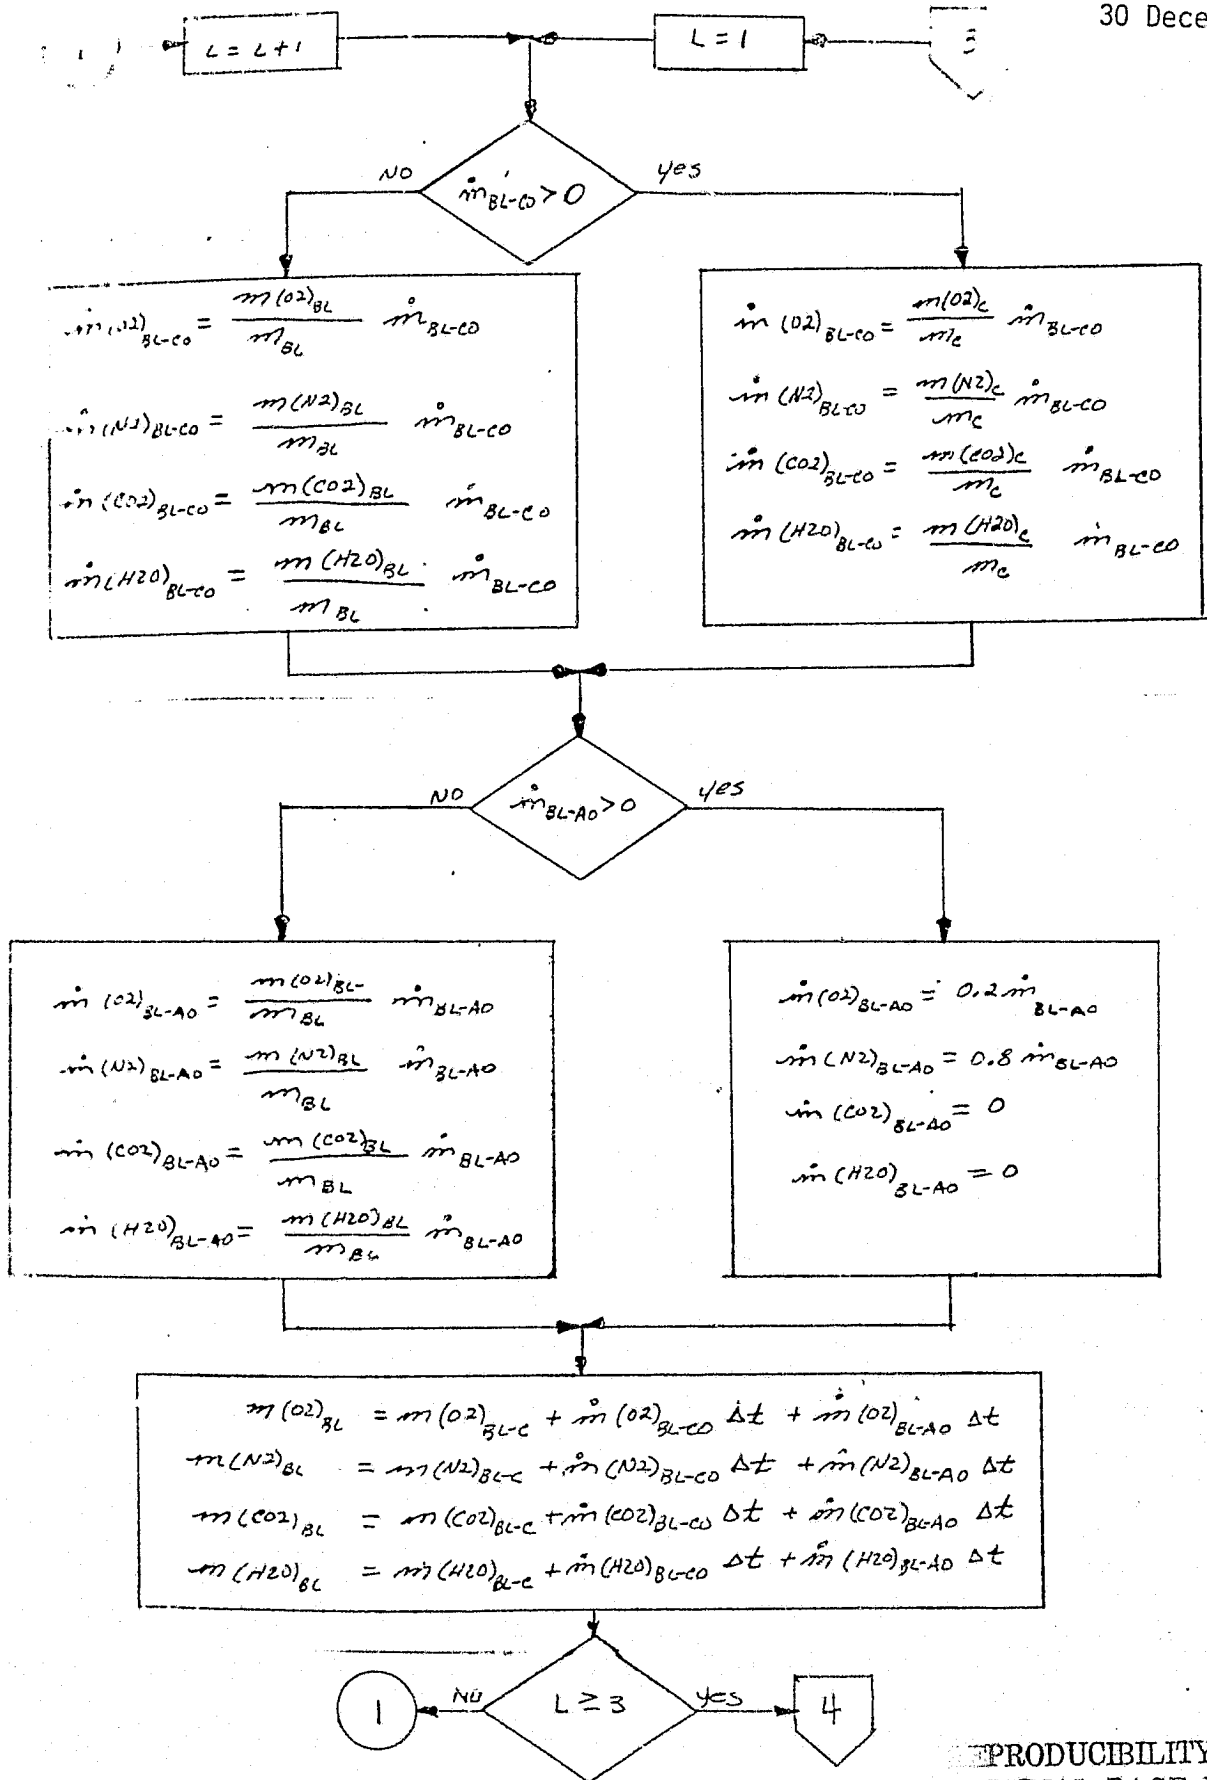 30 Dece
1
L = L + 1
L = 1
3
ṁ BL-CO > 0
NO
yes
ṁ(O2)BL-CO = m(O2)BL / mBL ṁBL-CO
ṁ(N2)BL-CO = m(N2)BL / mBL ṁBL-CO
ṁ(CO2)BL-CO = m(CO2)BL / mBL ṁBL-CO
ṁ(H2O)BL-CO = m(H2O)BL / mBL ṁBL-CO
ṁ(O2)BL-CO = m(O2)C / mC ṁBL-CO
ṁ(N2)BL-CO = m(N2)C / mC ṁBL-CO
ṁ(CO2)BL-CO = m(CO2)C / mC ṁBL-CO
ṁ(H2O)BL-CO = m(H2O)C / mC ṁBL-CO
NO
ṁBL-AO > 0
yes
ṁ(O2)BL-AO = m(O2)BL- / mBL ṁBL-AO
ṁ(N2)BL-AO = m(N2)BL / mBL ṁBL-AO
ṁ(CO2)BL-AO = m(CO2)BL / mBL ṁBL-AO
ṁ(H2O)BL-AO = m(H2O)BL / mBL ṁBL-AO
ṁ(O2)BL-AO = 0.2 ṁBL-AO
ṁ(N2)BL-AO = 0.8 ṁBL-AO
ṁ(CO2)BL-AO = 0
ṁ(H2O)BL-AO = 0
m(O2)BL = m(O2)BL-C + ṁ(O2)BL-CO Δt + ṁ(O2)BL-AO Δt
m(N2)BL = m(N2)BL-C + ṁ(N2)BL-CO Δt + ṁ(N2)BL-AO Δt
m(CO2)BL = m(CO2)BL-C + ṁ(CO2)BL-CO Δt + ṁ(CO2)BL-AO Δt
m(H2O)BL = m(H2O)BL-C + ṁ(H2O)BL-CO Δt + ṁ(H2O)BL-AO Δt
1
NO
L ≥ 3
yes
4
PRODUCIBILITY